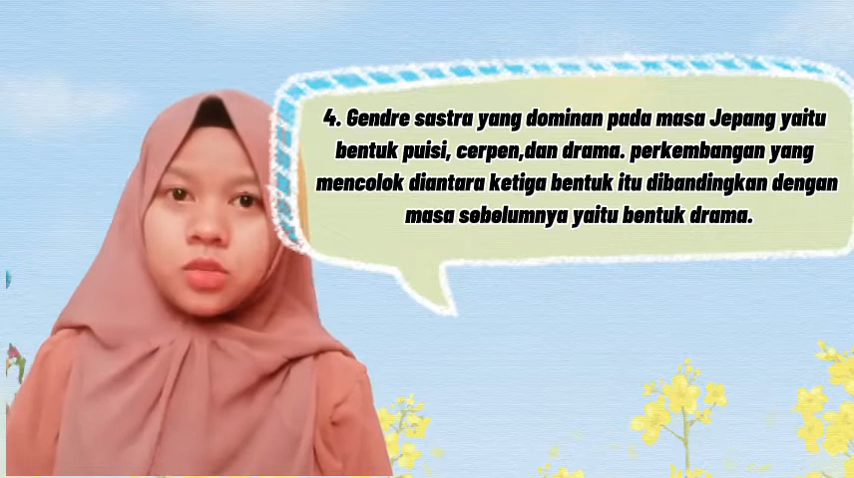 4. Gendre sastra yang dominan pada masa Jepang yaitu
bentuk puisi, cerpen,dan drama. perkembangan yang
mencolok diantara ketiga bentuk itu dibandingkan dengan
masa sebelumnya yaitu bentuk drama.